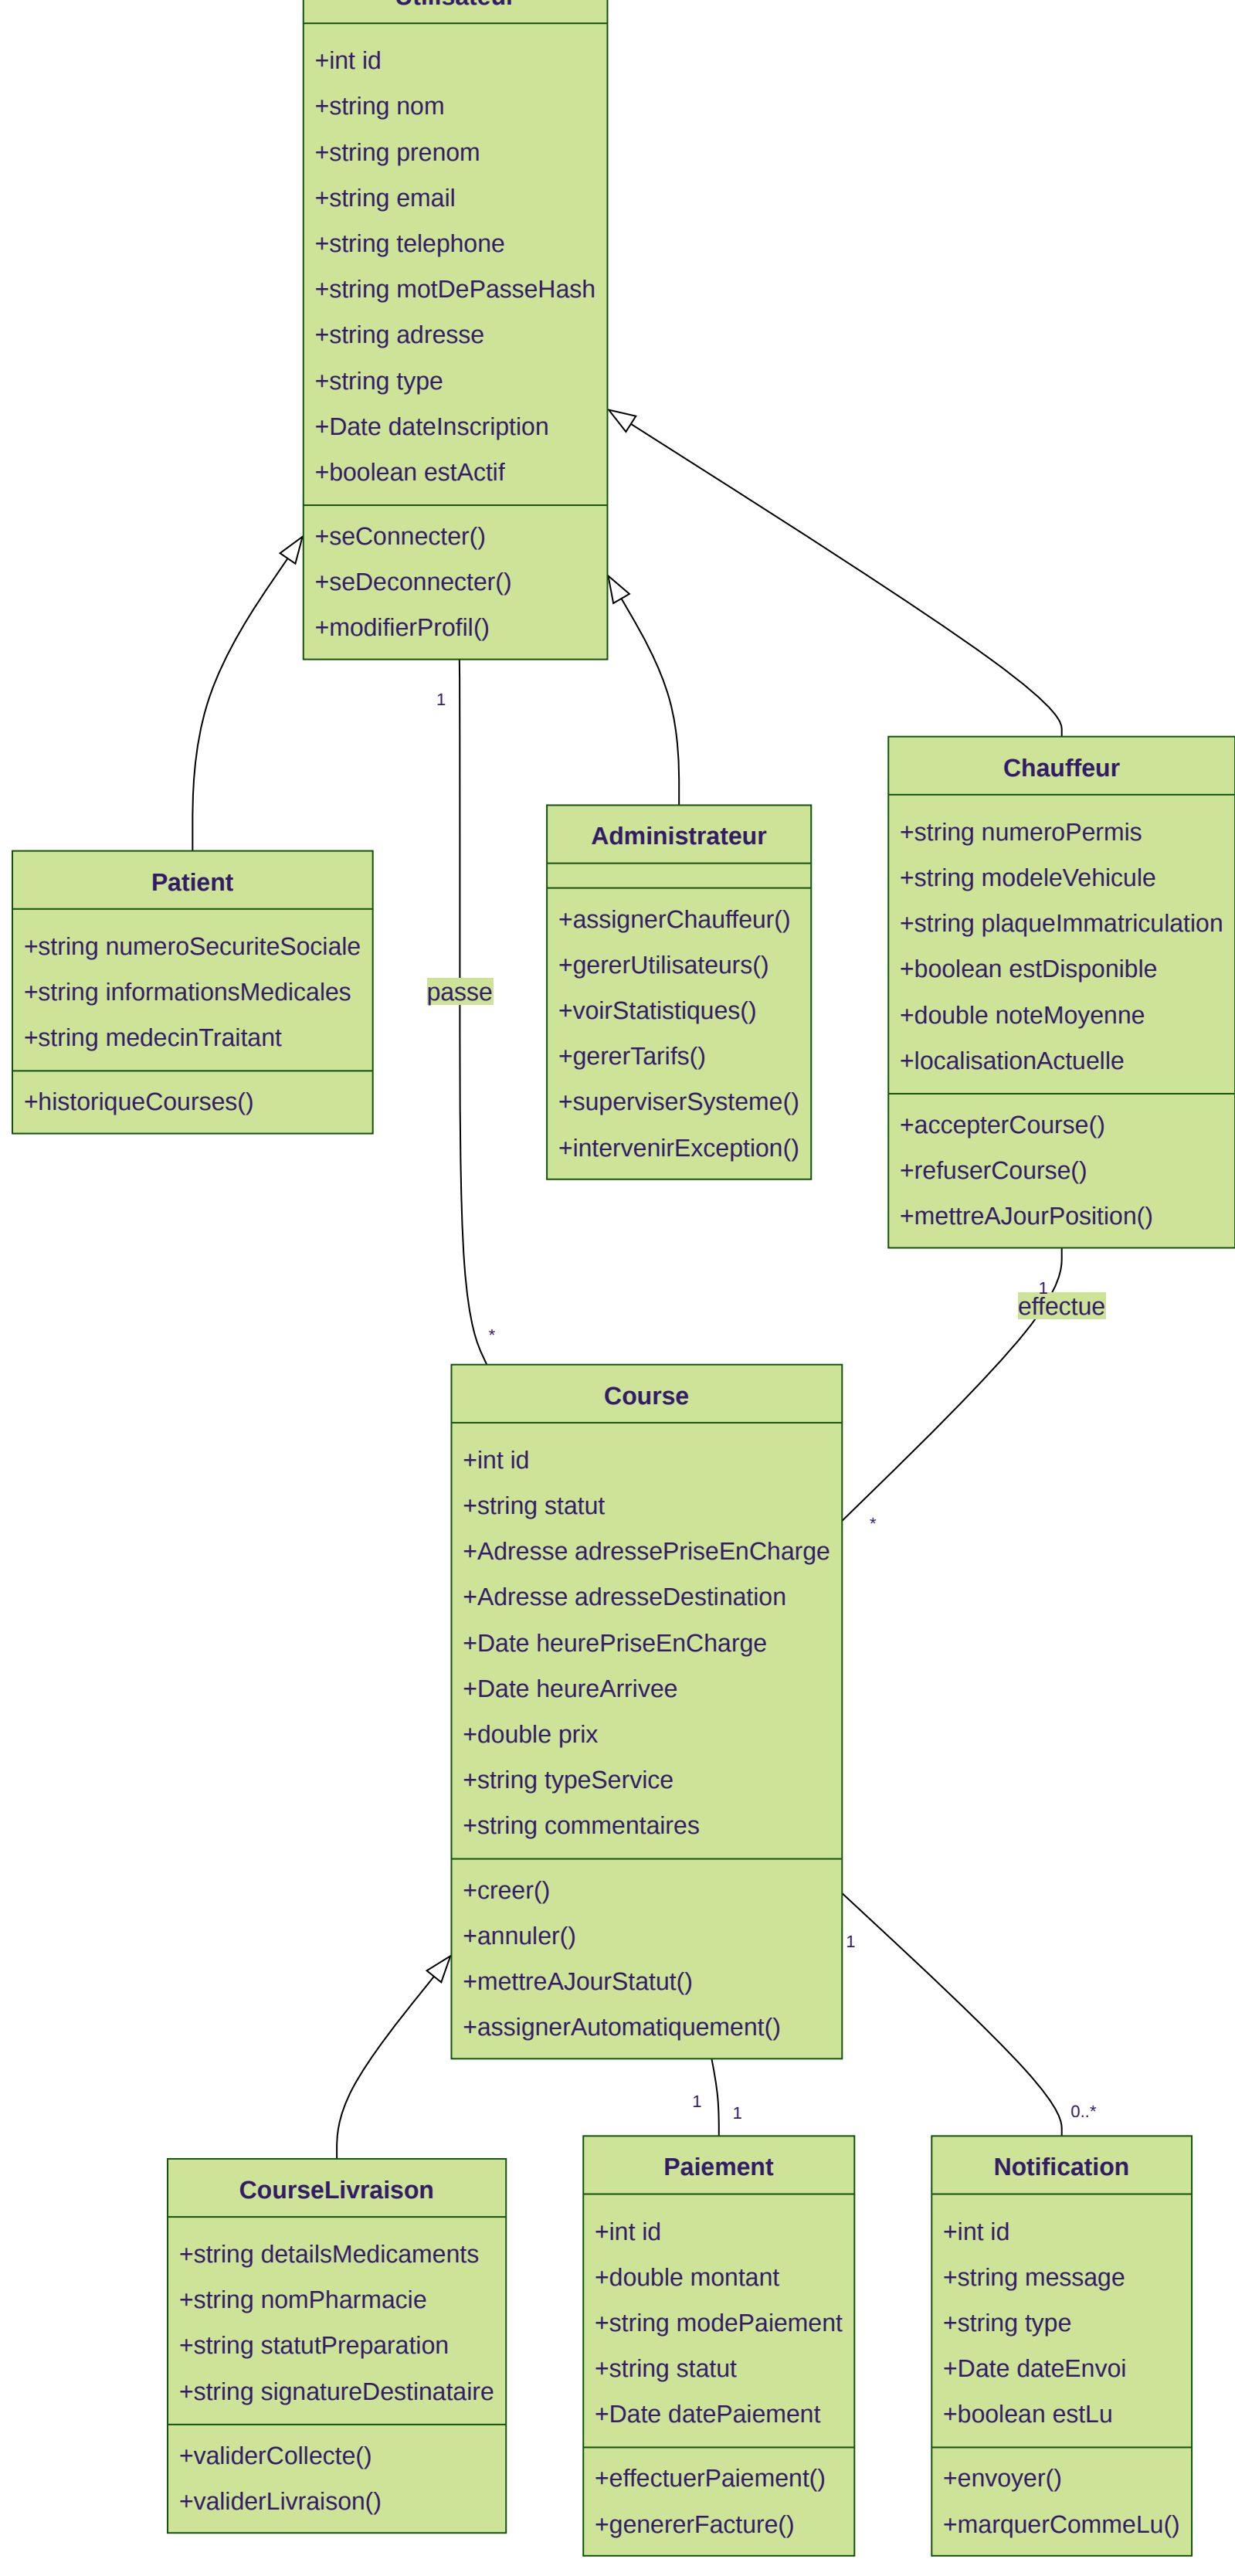 Utilisateur
+int id
+string nom
+string prenom
+string email
+string telephone
+string motDePasseHash
+string adresse
+string type
+Date dateInscription
+boolean estActif
+seConnecter()
+seDeconnecter()
+modifierProfil()
1
passe
*
Patient
+string numeroSecuriteSociale
+string informationsMedicales
+string medecinTraitant
+historiqueCourses()
Administrateur
+assignerChauffeur()
+gererUtilisateurs()
+voirStatistiques()
+gererTarifs()
+superviserSysteme()
+intervenirException()
Chauffeur
+string numeroPermis
+string modeleVehicule
+string plaqueImmatriculation
+boolean estDisponible
+double noteMoyenne
+localisationActuelle
+accepterCourse()
+refuserCourse()
+mettreAJourPosition()
1
effectue
*
Course
+int id
+string statut
+Adresse adressePriseEnCharge
+Adresse adresseDestination
+Date heurePriseEnCharge
+Date heureArrivee
+double prix
+string typeService
+string commentaires
+creer()
+annuler()
+mettreAJourStatut()
+assignerAutomatiquement()
1
1
1
0..*
CourseLivraison
+string detailsMedicaments
+string nomPharmacie
+string statutPreparation
+string signatureDestinataire
+validerCollecte()
+validerLivraison()
Paiement
+int id
+double montant
+string modePaiement
+string statut
+Date datePaiement
+effectuerPaiement()
+genererFacture()
Notification
+int id
+string message
+string type
+Date dateEnvoi
+boolean estLu
+envoyer()
+marquerCommeLu()